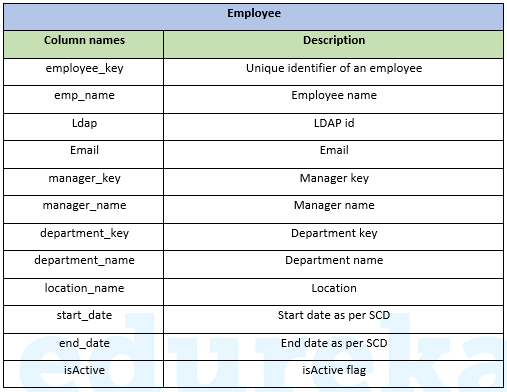 Employee
Column names Description
employee_key Unique identifier of an employee
emp_name Employee name
Ldap LDAP id
Email Email
manager_key Manager key
manager_name Manager name
department_key Department key
department_name Department name
location_name Location
start_date Start date as per SCD
end_date End date as per SCD
isActive isActive flag
edureka